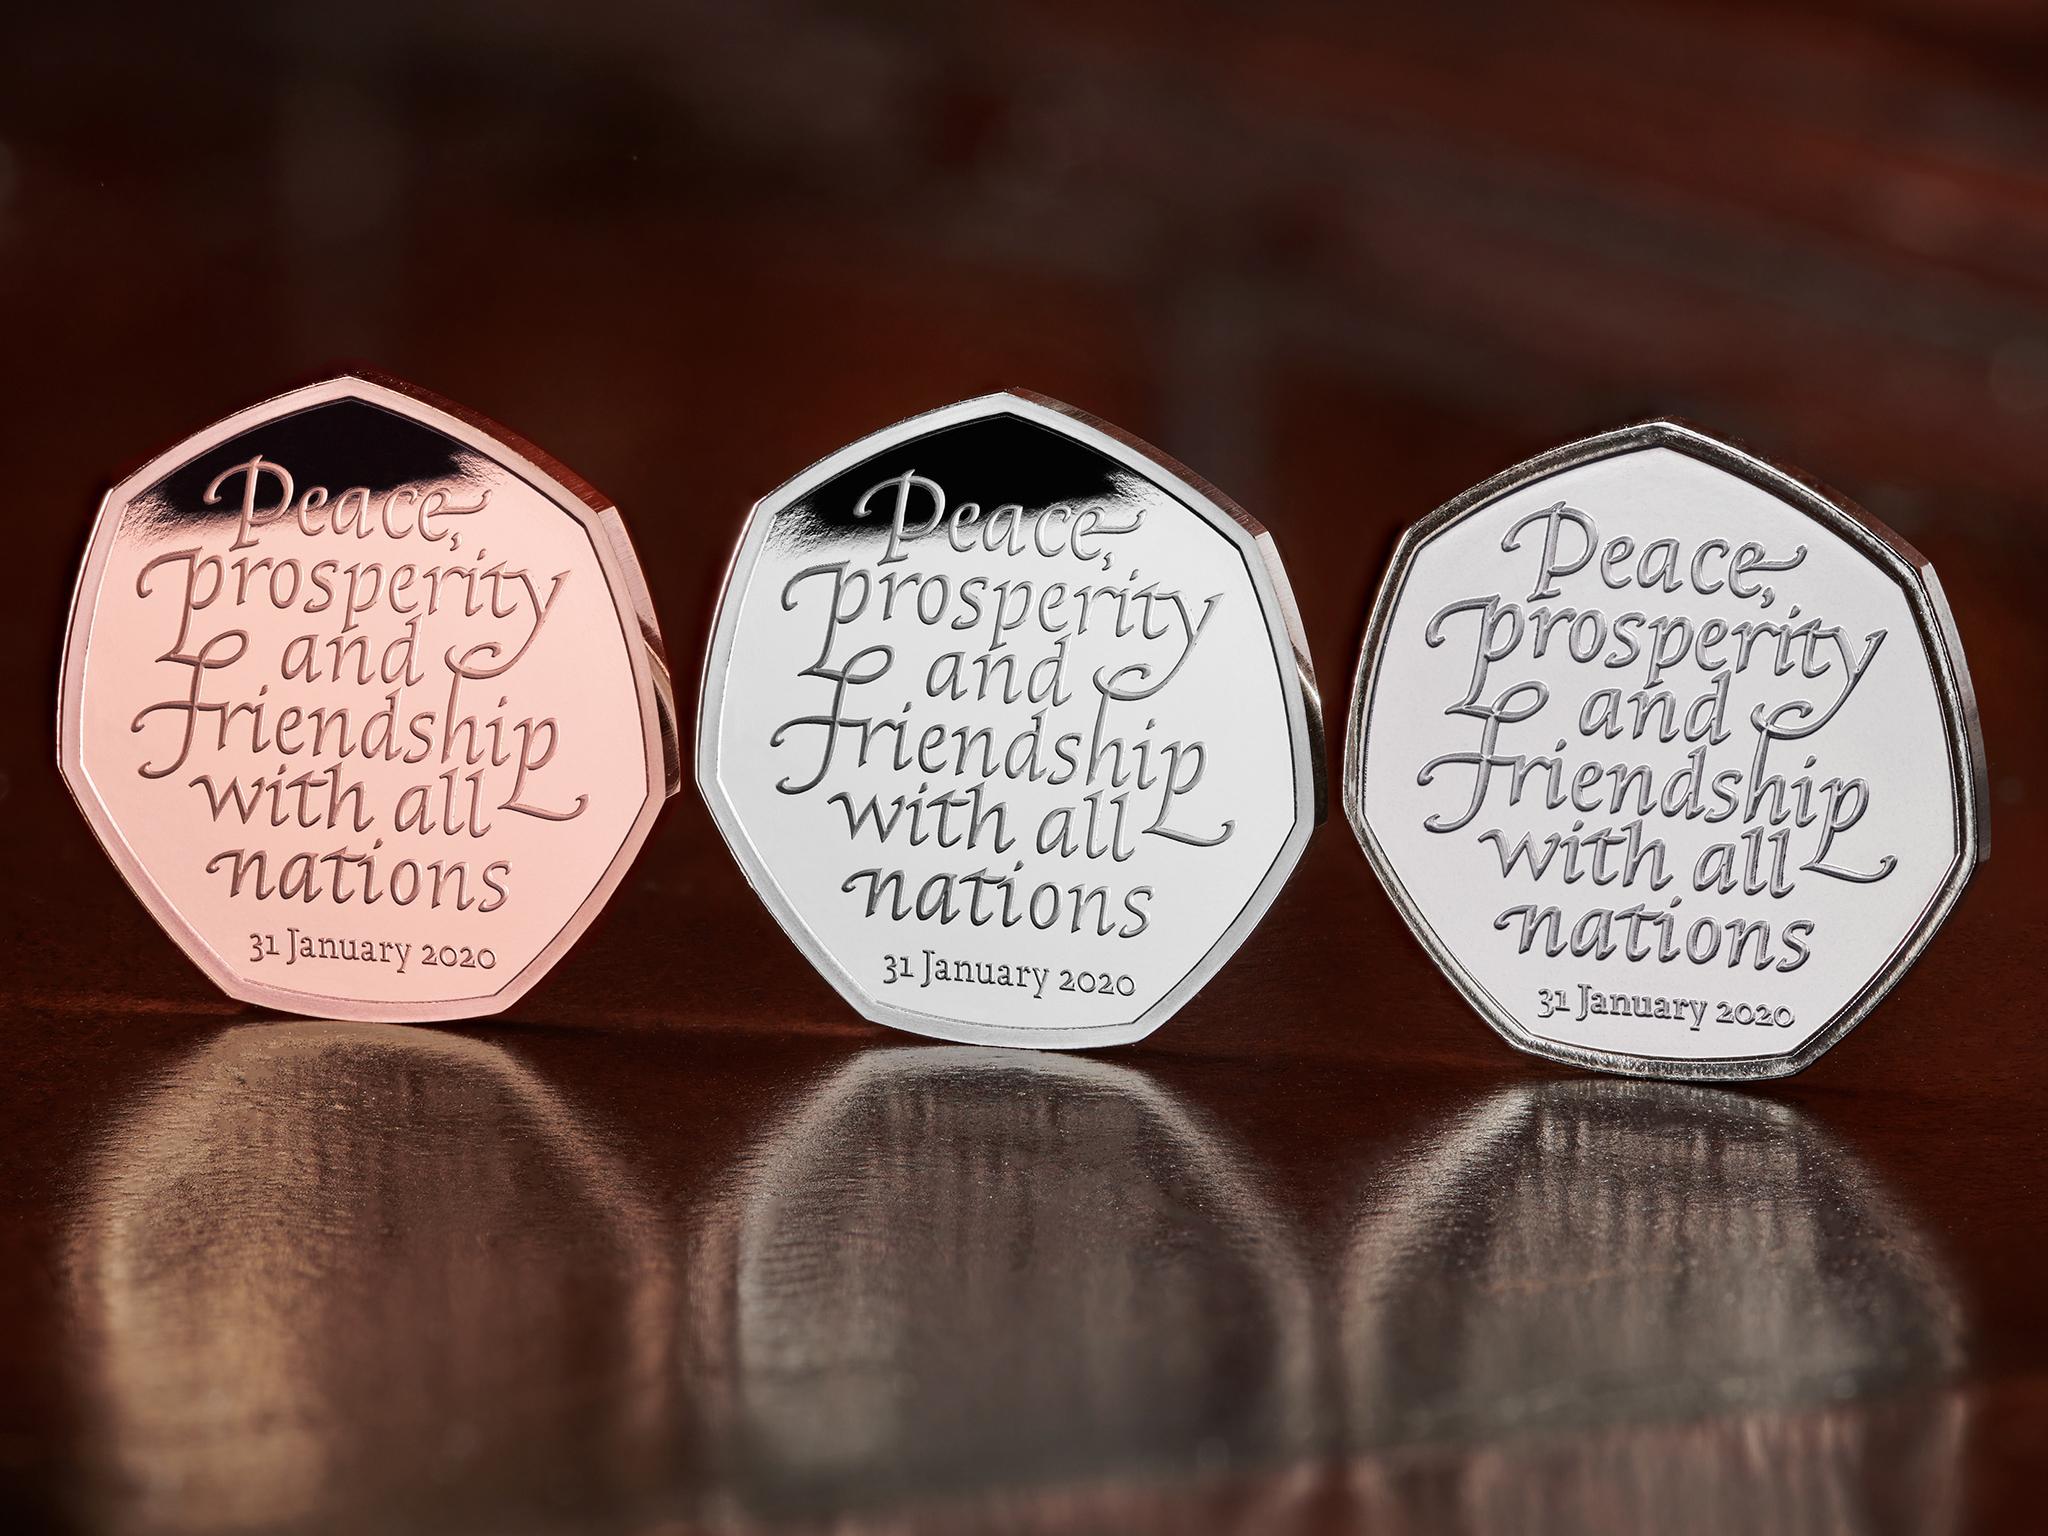 Peace,
prosperity
and
friendship
with all
nations
31 January 2020
Peace,
prosperity
and
friendship
with all
nations
31 January 2020
Peace,
prosperity
and
friendship
with all
nations
31 January 2020